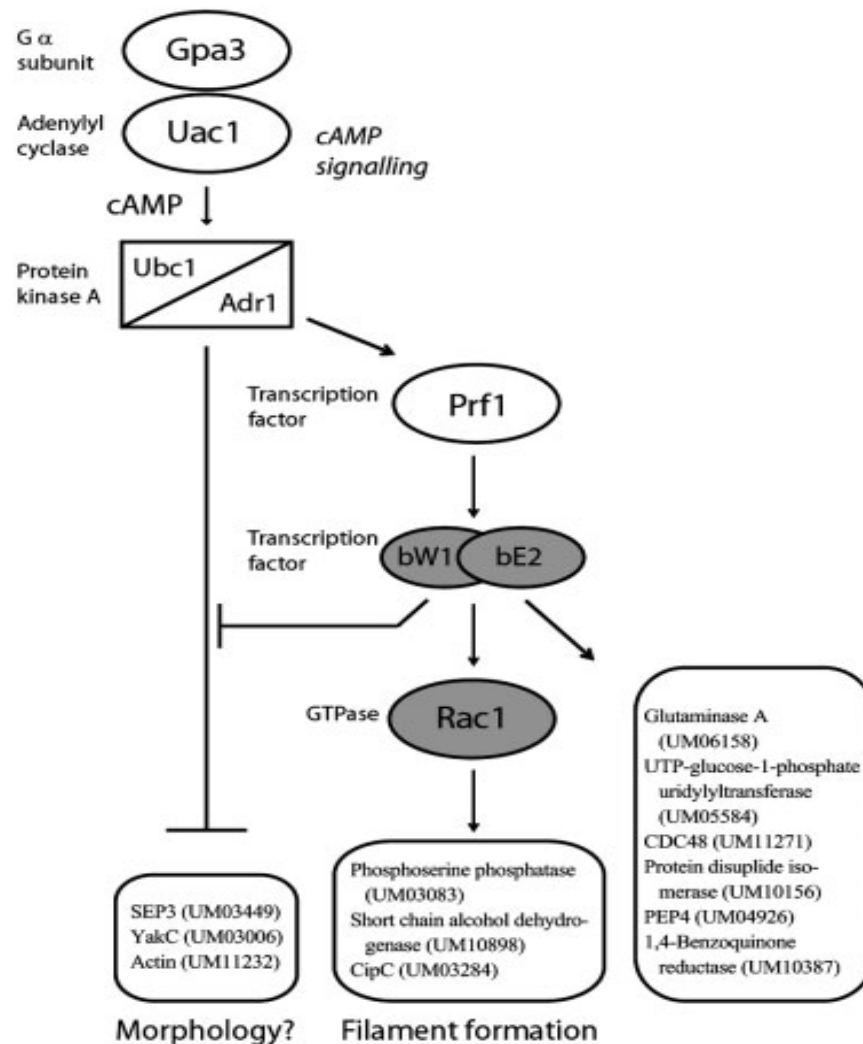 G α
subunit
Gpa3
Adenylyl
cyclase
Uac1
cAMP
signalling
cAMP
Protein
kinase A
Ubc1
Adr1
Transcription
factor
Prf1
Transcription
factor
bW1
bE2
GTPase
Rac1
Glutaminase A
(UM06158)
UTP-glucose-1-phosphate
uridylyltransferase
(UM05584)
CDC48 (UM11271)
Protein disuplide iso-
merase (UM10156)
PEP4 (UM04926)
1,4-Benzoquinone
reductase (UM10387)
Phosphoserine phosphatase
(UM03083)
Short chain alcohol dehydro-
genase (UM10898)
CipC (UM03284)
SEP3 (UM03449)
YakC (UM03006)
Actin (UM11232)
Morphology?
Filament formation